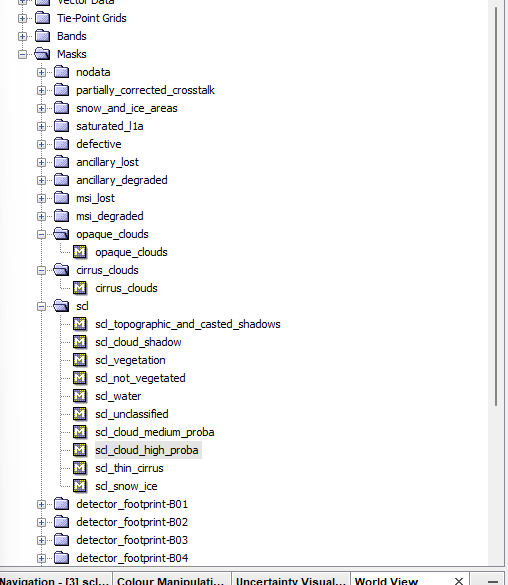 Vector Data
Tie-Point Grids
Bands
Masks
nodata
partially_corrected_crosstalk
snow_and_ice_areas
saturated_l1a
defective
ancillary_lost
ancillary_degraded
msi_lost
msi_degraded
opaque_clouds
opaque_clouds
cirrus_clouds
cirrus_clouds
scl
scl_topographic_and_casted_shadows
scl_cloud_shadow
scl_vegetation
scl_not_vegetated
scl_water
scl_unclassified
scl_cloud_medium_proba
scl_cloud_high_proba
scl_thin_cirrus
scl_snow_ice
detector_footprint-B01
detector_footprint-B02
detector_footprint-B03
detector_footprint-B04
Navigation - [3] scl... Colour Manipulati... Uncertainty Visual... World View